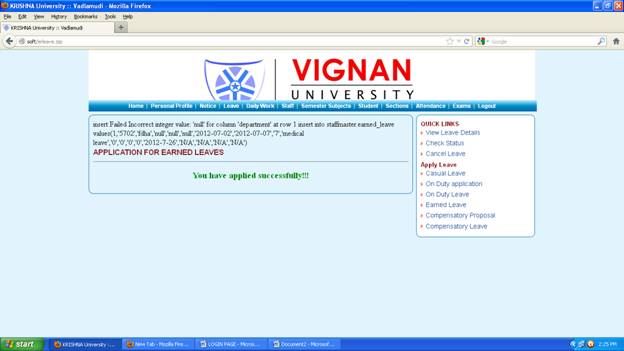 KRISHNA University :: Vadlamudi - Mozilla Firefox
File Edit View History Bookmarks Tools Help
KRISHNA University :: Vadlamudi
Google
VIGNAN
UNIVERSITY
Home | Personal Profile | Notice | Leave | Daily Work | Staff | Semester Subjects | Student | Sections | Attendance | Exams | Logout
insert Failed Incorrect integer value: 'null' for column 'department' at row 1 insert into staffmaster.earned_leave
values(1,'5702','fdha','null','null','null','2012-07-02','2012-07-07','7','medical
leave','0','0','0','0','2012-7-26','N/A','N/A','N/A','N/A')
APPLICATION FOR EARNED LEAVES
You have applied successfully!!!
QUICK LINKS
View Leave Details
Check Status
Cancel Leave
Apply Leave
Casual Leave
On Duty application
On Duty Leave
Earned Leave
Compensatory Proposal
Compensatory Leave
start
KRISHNA University ::...
New Tab - Mozilla Fire...
LOGIN PAGE - Micros...
Document2 - Microsof...
2:25 PM